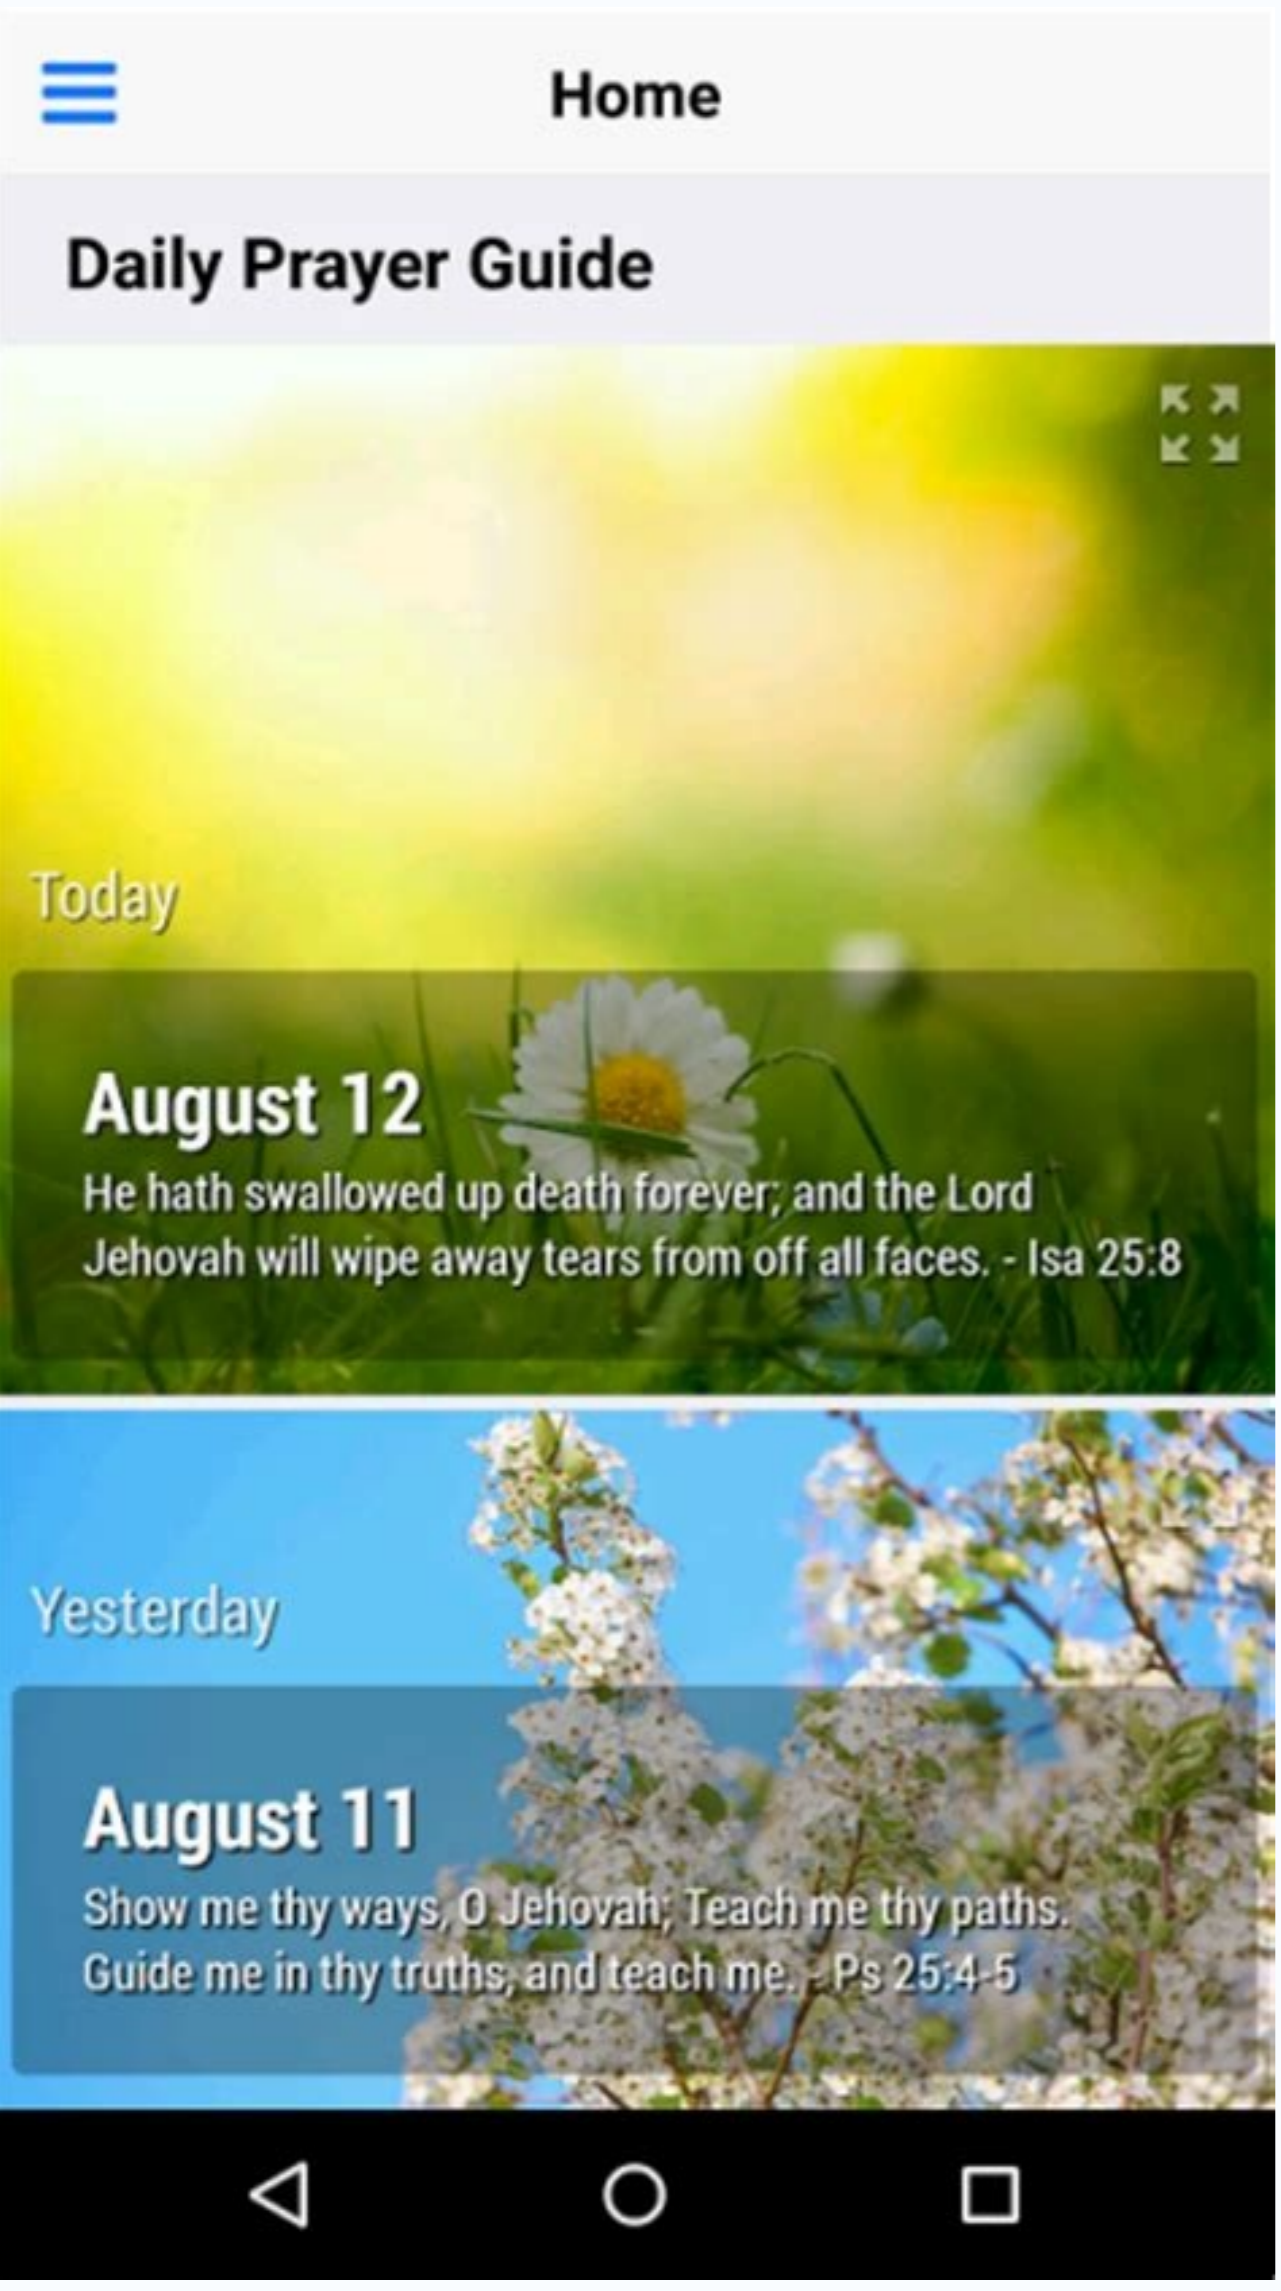 Home
Daily Prayer Guide
Today
August 12
He hath swallowed up death forever; and the Lord
Jehovah will wipe away tears from off all faces. - Isa 25:8
Yesterday
August 11
Show me thy ways, O Jehovah; Teach me thy paths.
Guide me in thy truths, and teach me. - Ps 25:4-5